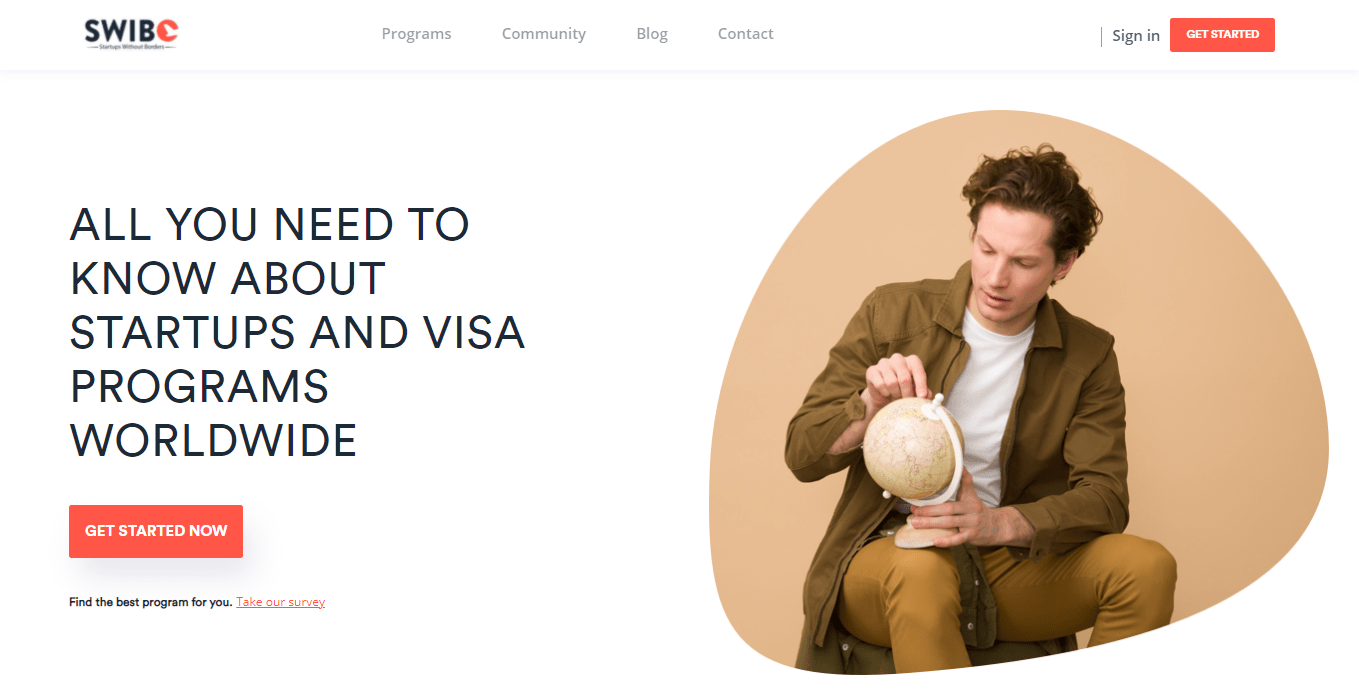 SWIBC
Startups Without Borders
Programs
Community
Blog
Contact
Sign in
GET STARTED
ALL YOU NEED TO
KNOW ABOUT
STARTUPS AND VISA
PROGRAMS
WORLDWIDE
GET STARTED NOW
Find the best program for you. Take our survey